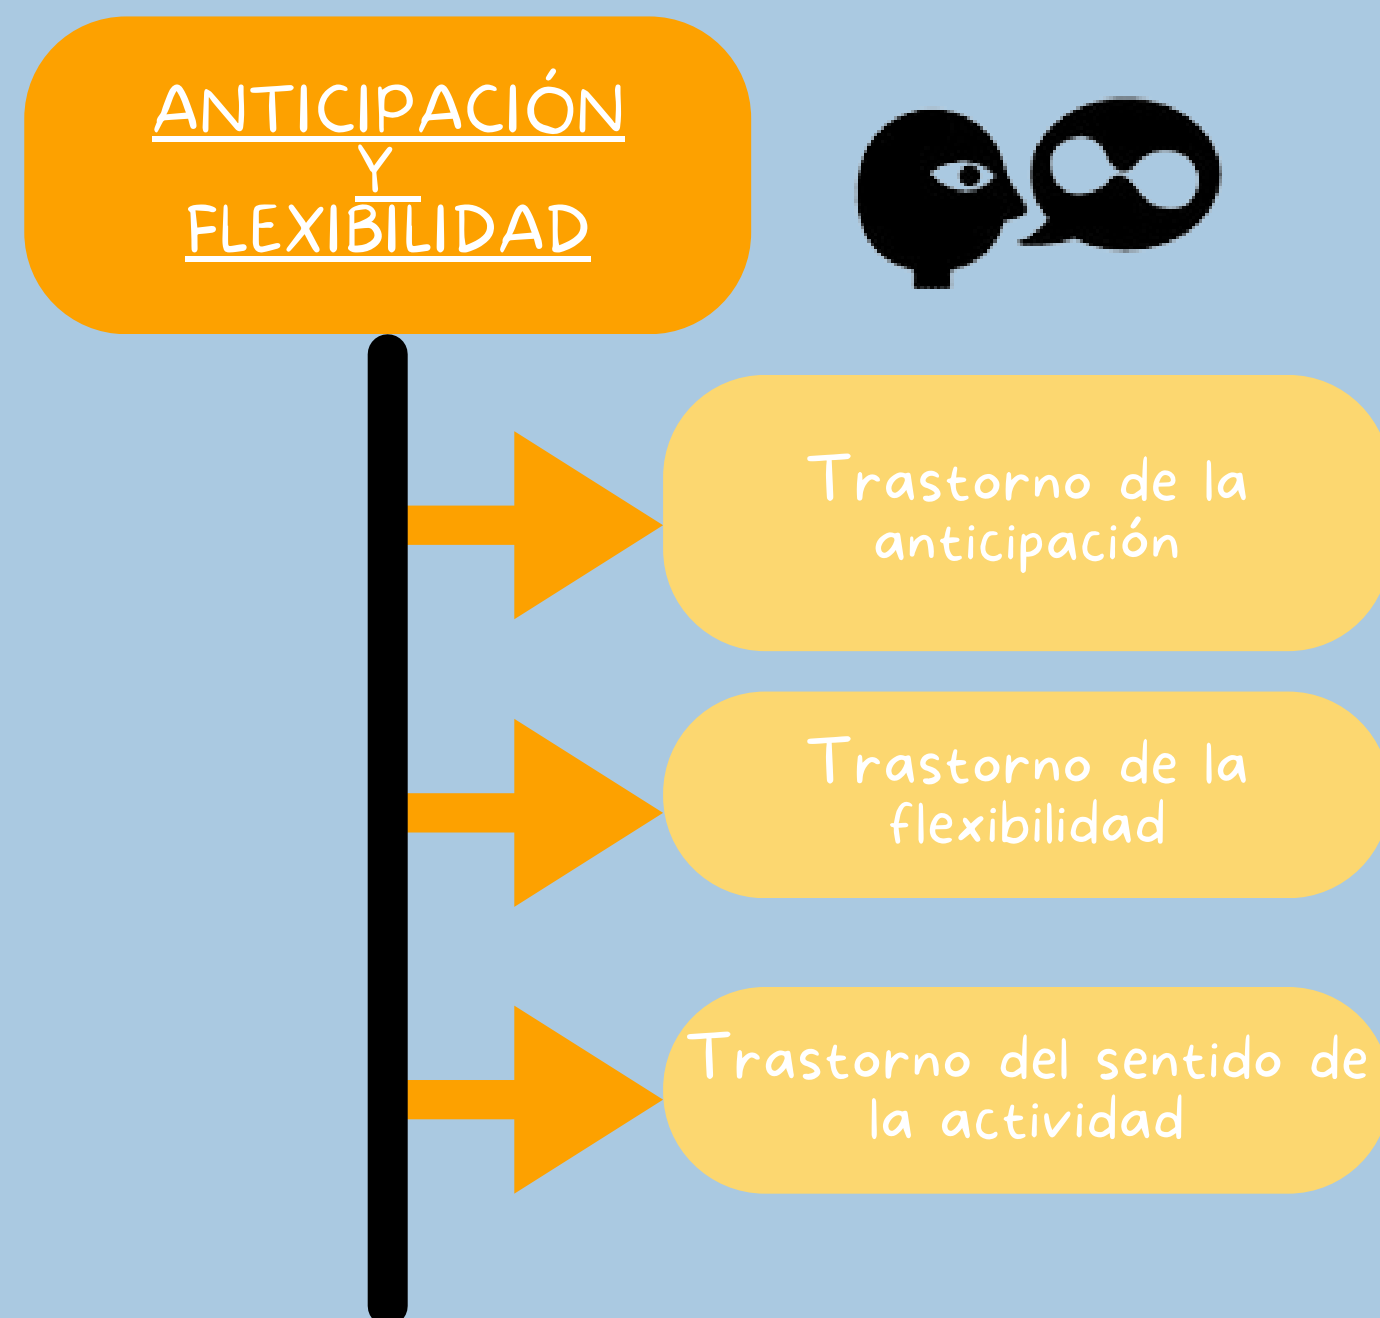 ANTICIPACIÓN
Y
FLEXIBILIDAD
Trastorno de la
anticipación
Trastorno de la
flexibilidad
Trastorno del sentido de
la actividad